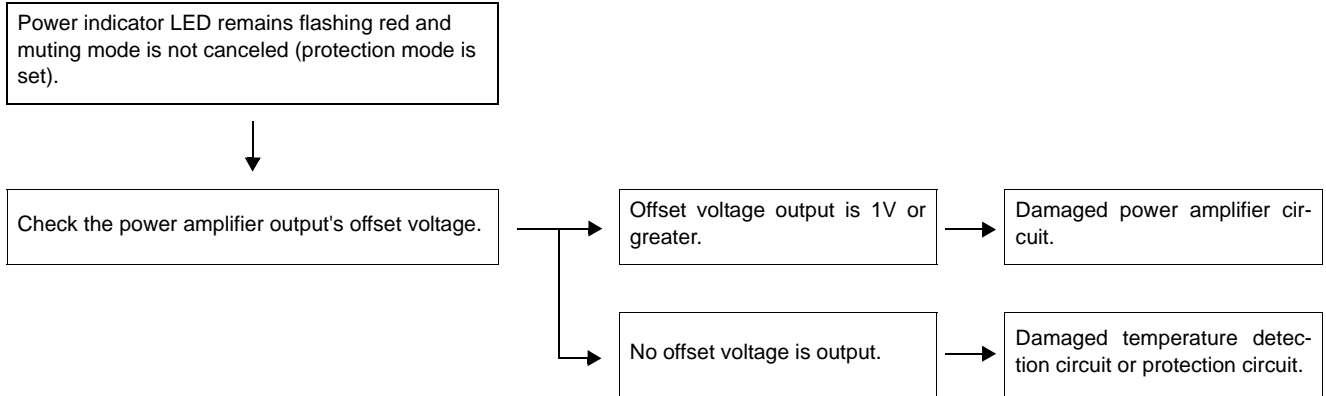 Power indicator LED remains flashing red and
muting mode is not canceled (protection mode is
set).
Check the power amplifier output's offset voltage.
Offset voltage output is 1V or
greater.
Damaged power amplifier cir-
cuit.
No offset voltage is output.
Damaged temperature detec-
tion circuit or protection circuit.